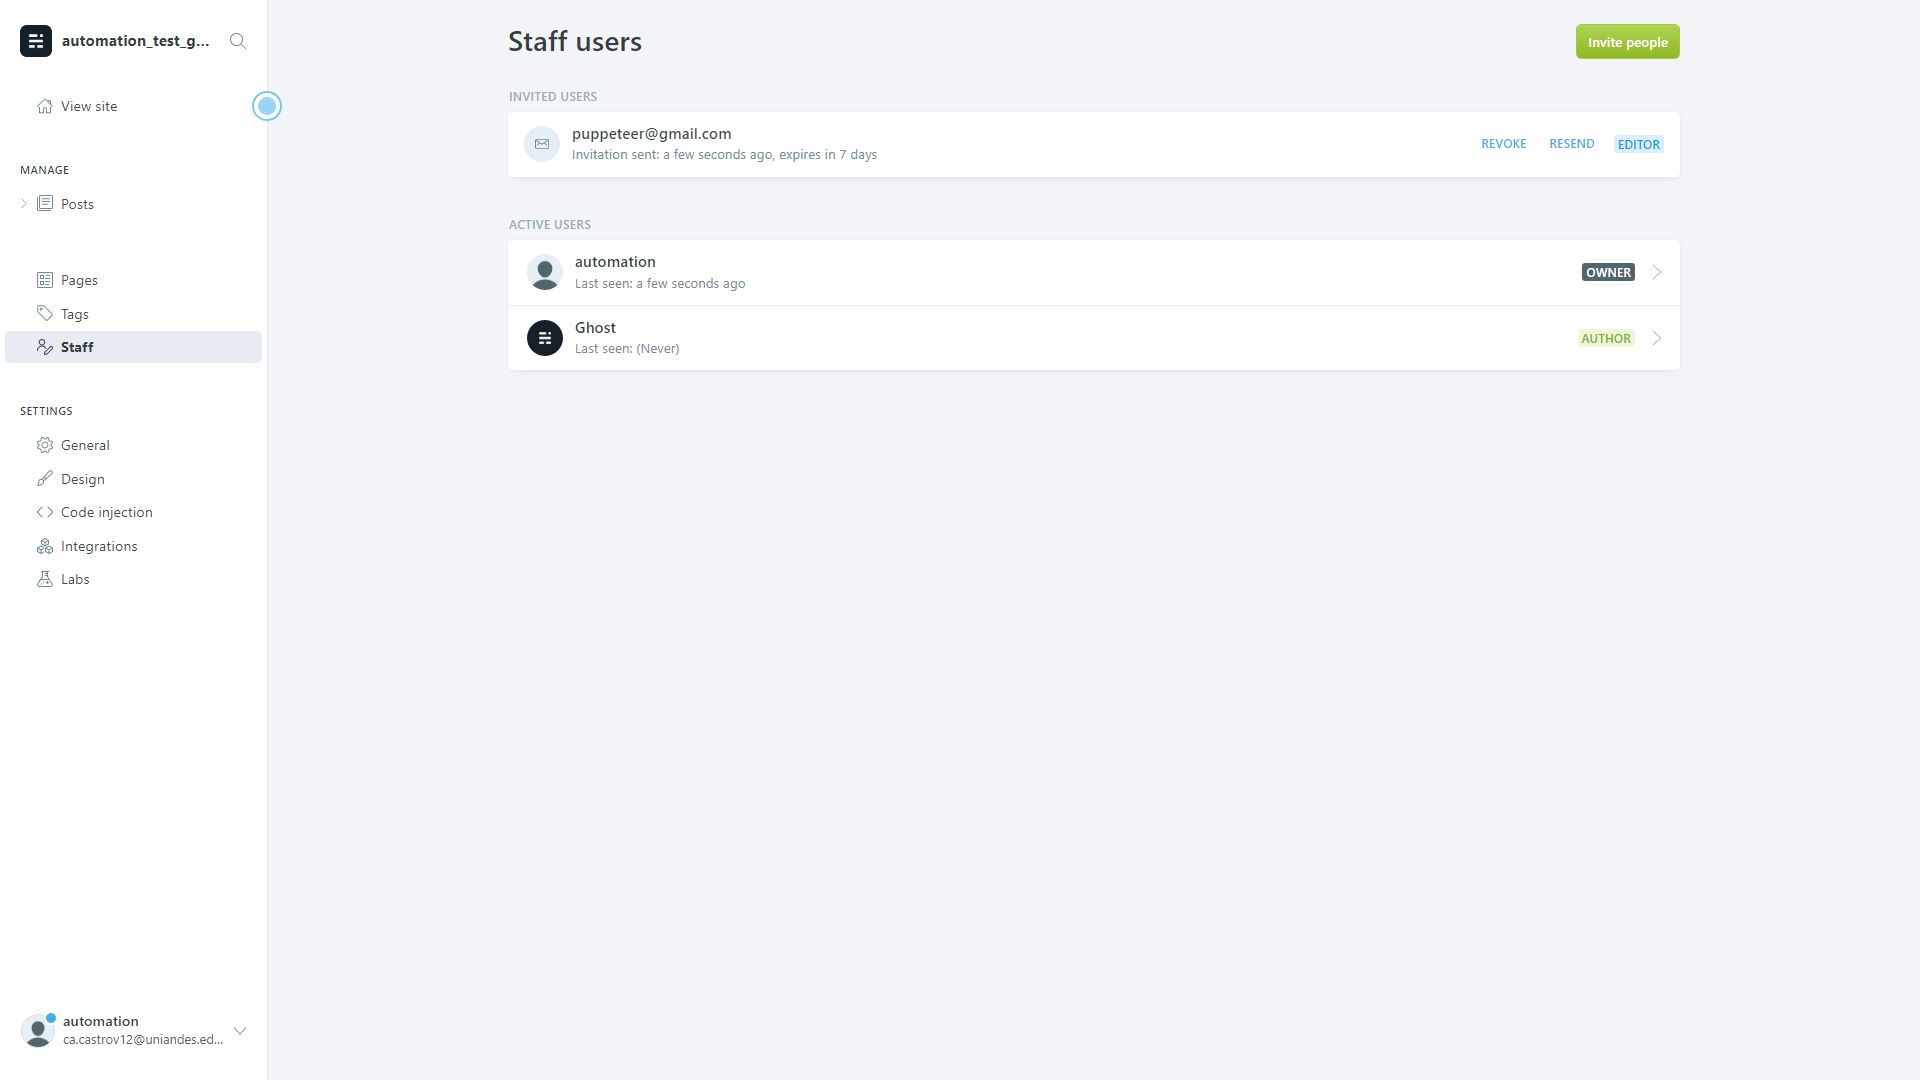 automation_test_g...
View site
MANAGE
Posts
Pages
Tags
Staff
SETTINGS
General
Design
Code injection
Integrations
Labs
automation
ca.castrov12@uniandes.ed...
Staff users
Invite people
INVITED USERS
puppeteer@gmail.com
Invitation sent: a few seconds ago, expires in 7 days
REVOKE RESEND EDITOR
ACTIVE USERS
automation
Last seen: a few seconds ago
OWNER
Ghost
Last seen: (Never)
AUTHOR